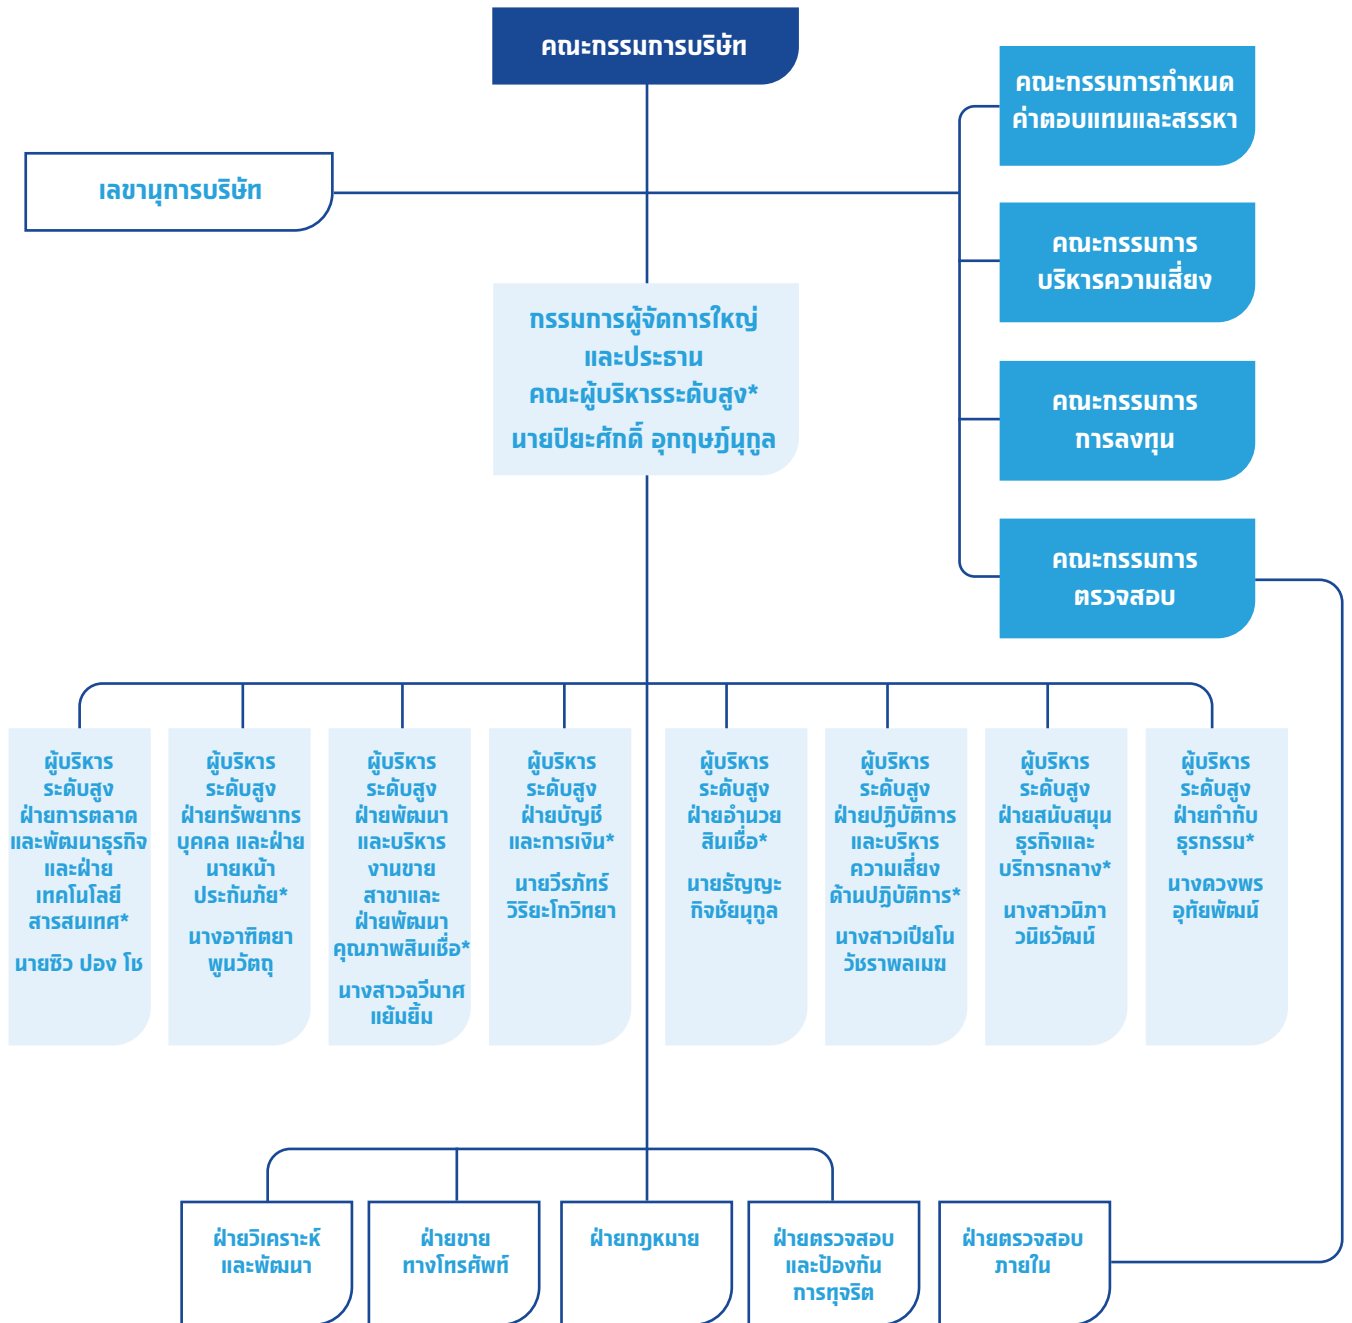 คณะกรรมการบริษัท
คณะกรรมการกำหนด
ค่าตอบแทนและสรรหา
เลขานุการบริษัท
คณะกรรมการ
บริหารความเสี่ยง
กรรมการผู้จัดการใหญ่
และประธาน
คณะผู้บริหารระดับสูง*
นายปิยะศักดิ์ อุกฤษฎ์นุกูล
คณะกรรมการ
การลงทุน
คณะกรรมการ
ตรวจสอบ
ผู้บริหาร
ระดับสูง
ฝ่ายการตลาด
และพัฒนาธุรกิจ
และฝ่าย
เทคโนโลยี
สารสนเทศ*
นายซิว ปอง โช
ผู้บริหาร
ระดับสูง
ฝ่ายทรัพยากร
บุคคล และฝ่าย
นายหน้า
ประกันภัย*
นางอาทิตยา
พูนวัตถุ
ผู้บริหาร
ระดับสูง
ฝ่ายพัฒนา
และบริหาร
งานขาย
สาขาและ
ฝ่ายพัฒนา
คุณภาพสินเชื่อ*
นางสาวฉวีมาศ
แย้มยิ้ม
ผู้บริหาร
ระดับสูง
ฝ่ายบัญชี
และการเงิน*
นายวีรภัทร์
วิริยะโกวิทยา
ผู้บริหาร
ระดับสูง
ฝ่ายอำนวย
สินเชื่อ*
นายธัญญะ
กิจชัยนุกูล
ผู้บริหาร
ระดับสูง
ฝ่ายปฏิบัติการ
และบริหาร
ความเสี่ยง
ด้านปฏิบัติการ*
นางสาวเปียโน
วัชราพลเมฆ
ผู้บริหาร
ระดับสูง
ฝ่ายสนับสนุน
ธุรกิจและ
บริการกลาง*
นางสาวนิภา
วนิชวัฒน์
ผู้บริหาร
ระดับสูง
ฝ่ายกำกับ
ธุรกรรม*
นางดวงพร
อุทัยพัฒน์
ฝ่ายวิเคราะห์
และพัฒนา
ฝ่ายขาย
ทางโทรศัพท์
ฝ่ายกฎหมาย
ฝ่ายตรวจสอบ
และป้องกัน
การทุจริต
ฝ่ายตรวจสอบ
ภายใน